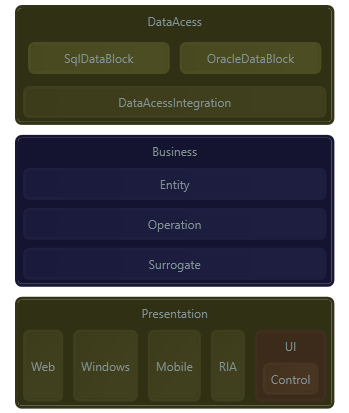 DataAcess
SqlDataBlock OracleDataBlock
DataAcessIntegration
Business
Entity
Operation
Surrogate
Presentation
Web Windows Mobile RIA UI
Control